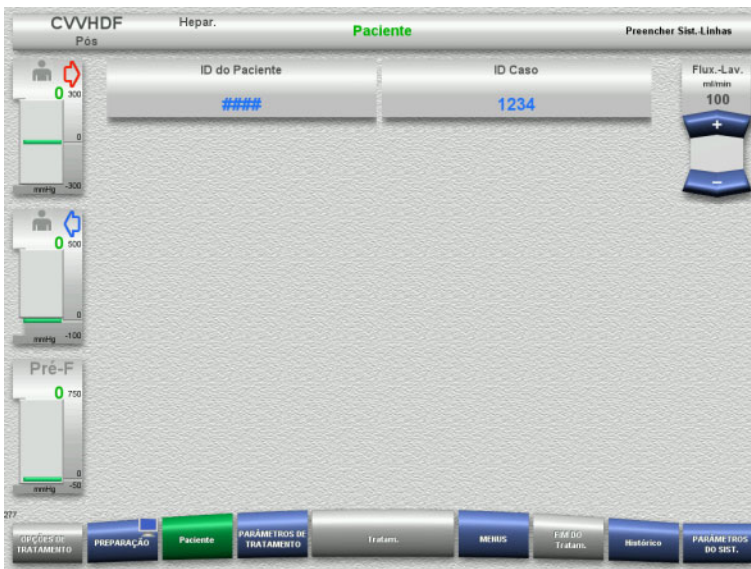 CVVHDF
Hepar.
Paciente
Preencher Sist.-Linhas
Pós
ID do Paciente
ID Caso
Flux.-Lav.
ml/min
####
1234
100
+
−
0
300
0
mmHg
-300
0
500
0
mmHg
-100
Pré-F
0
750
0
mmHg
-50
277
OPÇÕES DE
TRATAMENTO
PREPARAÇÃO
Paciente
PARÂMETROS DE
TRATAMENTO
Tratam.
MENUS
FIM DO
Tratam.
Histórico
PARÂMETROS
DO SIST.